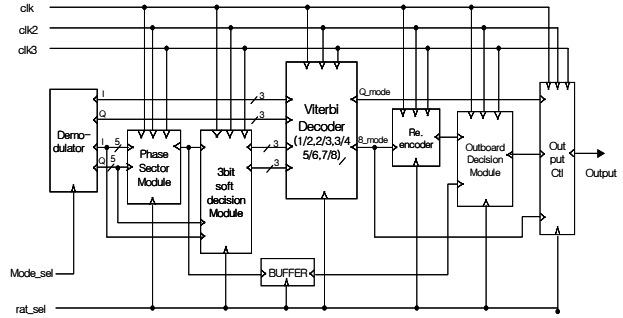 clk
clk2
clk3
I
3
Q
3
Q_mode
Demo-
dulator
I
5
Q
5
Phase
Sector
Module
3bit
soft
decision
Module
3
3
Viterbi
Decoder
(1/2,2/3,3/4
5/6,7/8)
8_mode
Re.
encoder
Outboard
Decision
Module
Out
put
Ctl
Output
Mode_sel
BUFFER
rat_sel